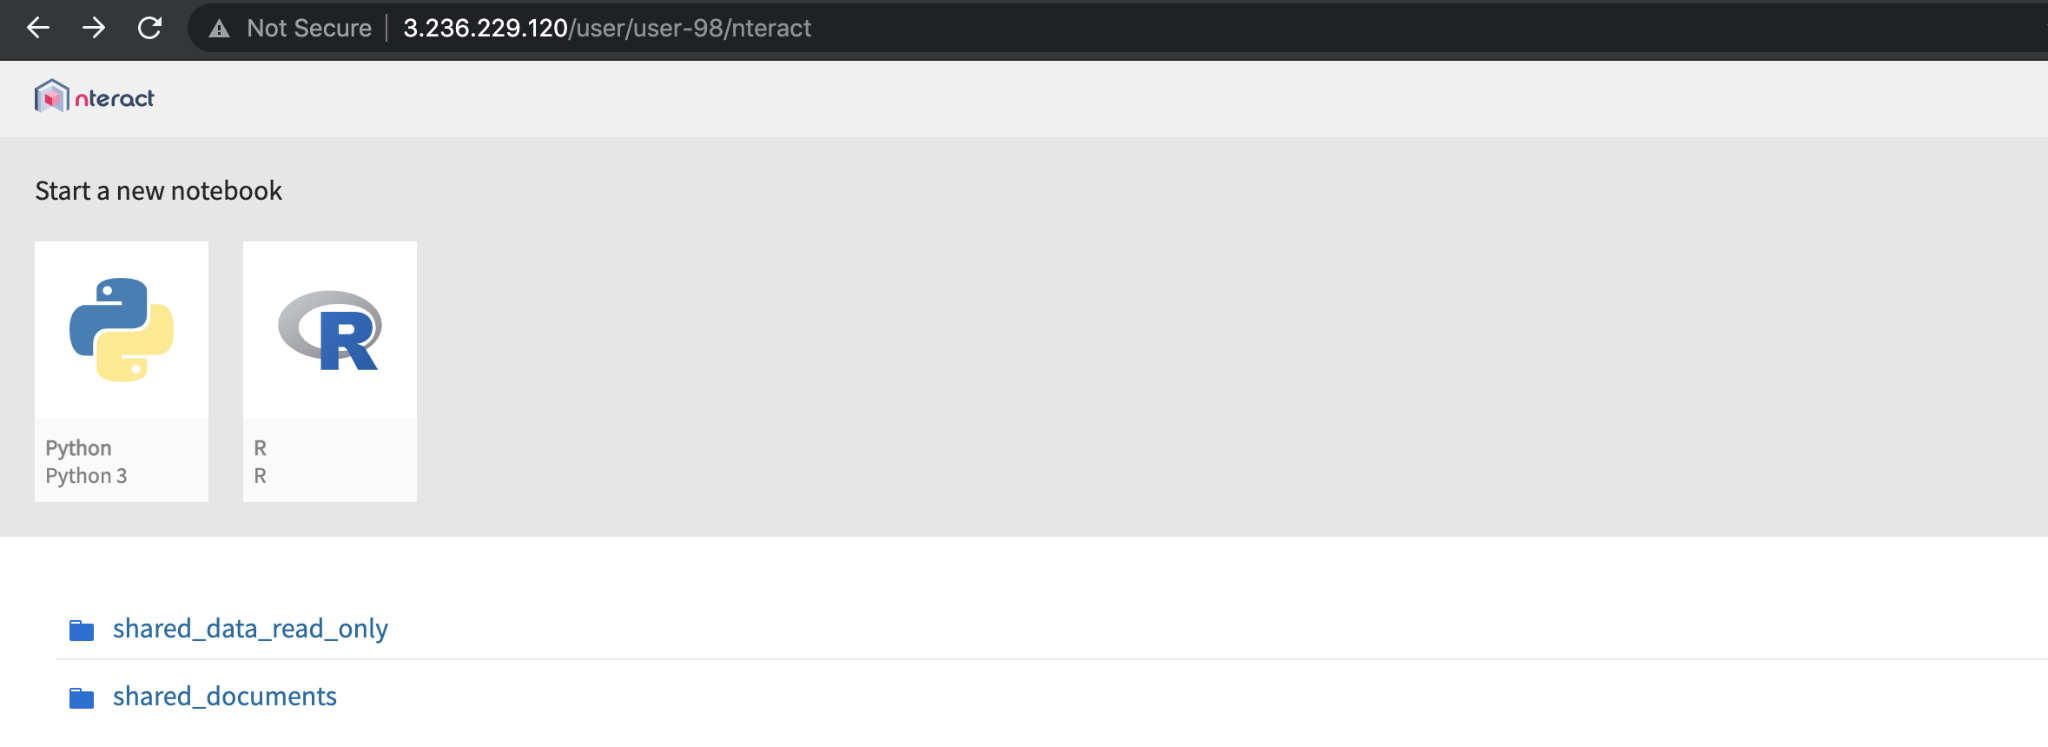 Not Secure | 3.236.229.120/user/user-98/nteract
nteract
Start a new notebook
R
Python
Python 3
R
R
shared_data_read_only
shared_documents